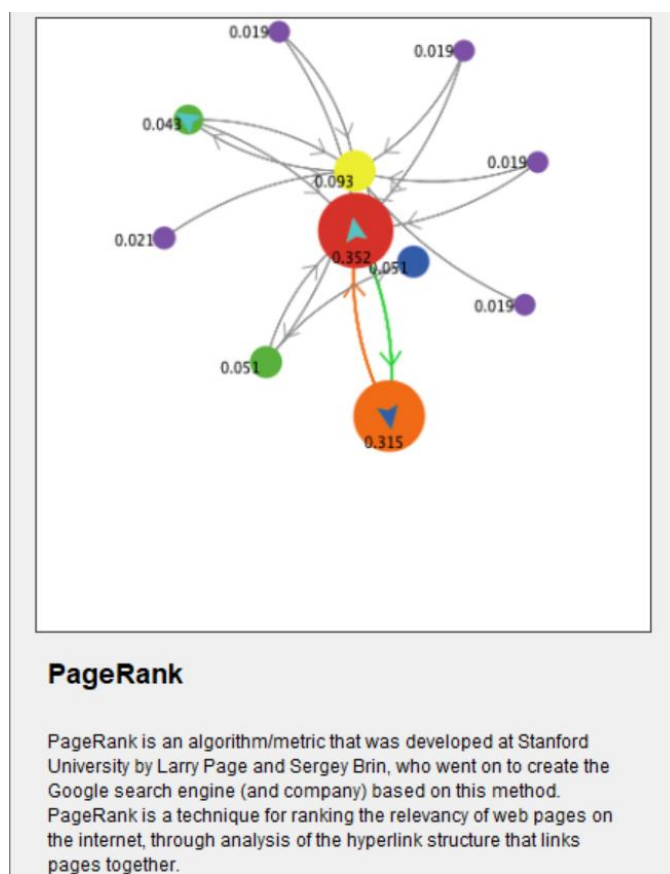 0.019
0.019
0.043
0.019
0.093
0.021
0.352
0.051
0.019
0.051
0.315
PageRank
PageRank is an algorithm/metric that was developed at Stanford
University by Larry Page and Sergey Brin, who went on to create the
Google search engine (and company) based on this method.
PageRank is a technique for ranking the relevancy of web pages on
the internet, through analysis of the hyperlink structure that links
pages together.